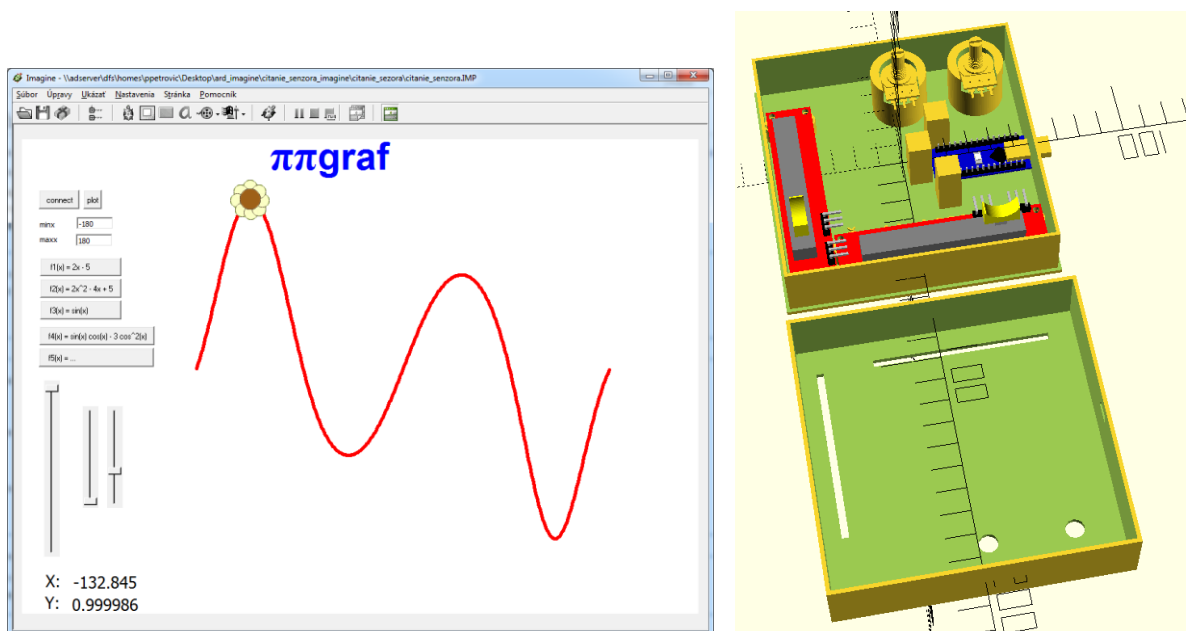 Imagine - \\adserver\dfs\homes\ppetrovic\Desktop\ard_imagine\citanie_senzora_imagine\citanie_sezora\citanie_senzora.IMP
Súbor Úpravy Ukázať Nastavenia Stránka Pomocník
ππgraf
connect plot
minx -180
maxx 180
f1(x) = 2x - 5
f2(x) = 2x^2 - 4x + 5
f3(x) = sin(x)
f4(x) = sin(x) cos(x) - 3 cos^2(x)
f5(x) = ...
X: -132.845
Y: 0.999986